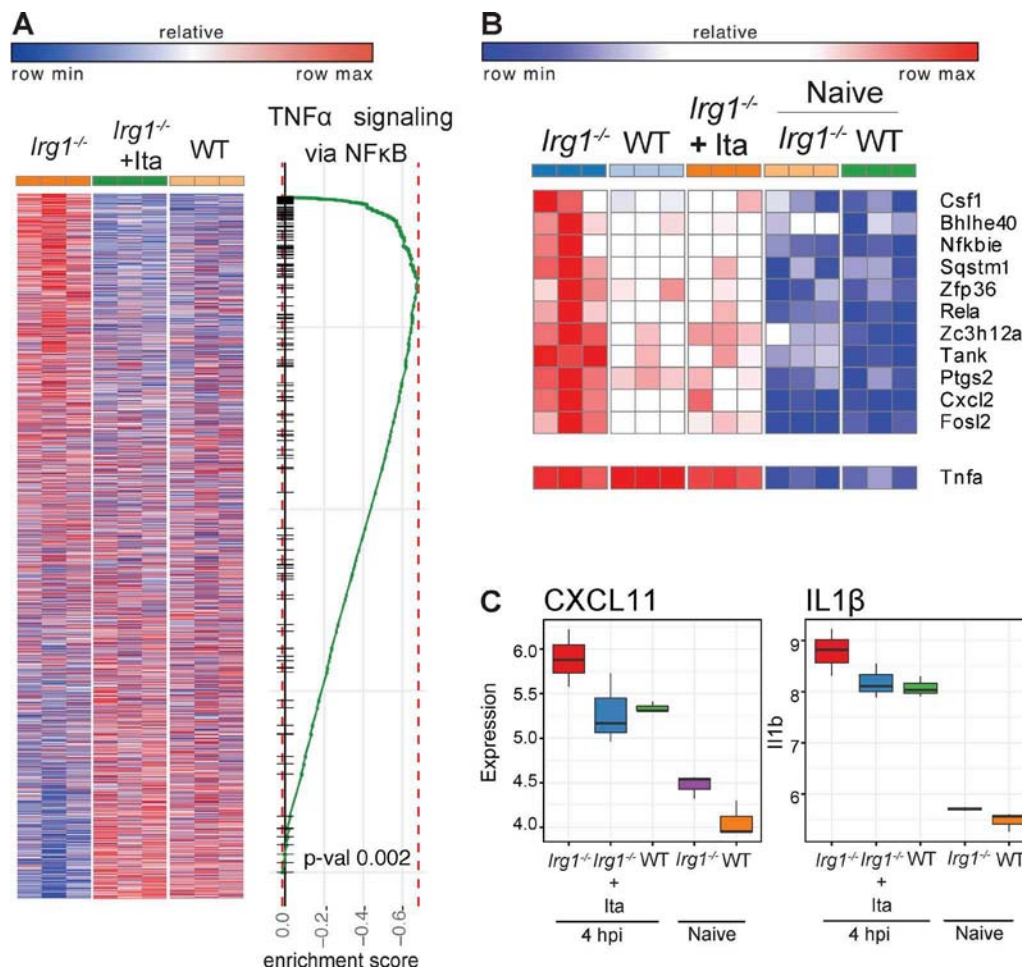 A
relative
row min row max
Irg1-/- Irg1-/- +Ita WT
TNFα signaling
via NFκB
p-val 0.002
0.0 -0.2 -0.4 -0.6
enrichment score
B
relative
row min row max
Naive
Irg1-/- WT Irg1-/- + Ita Irg1-/- WT
Csf1
Bhlhe40
Nfkbie
Sqstm1
Zfp36
Rela
Zc3h12a
Tank
Ptgs2
Cxcl2
Fosl2
Tnfa
C
CXCL11
Expression
6.0
5.5
5.0
4.5
4.0
Irg1-/- Irg1-/- WT Irg1-/- WT
+
Ita
4 hpi Naive
IL1β
Il1b
9
8
7
6
Irg1-/- Irg1-/- WT Irg1-/- WT
+
Ita
4 hpi Naive